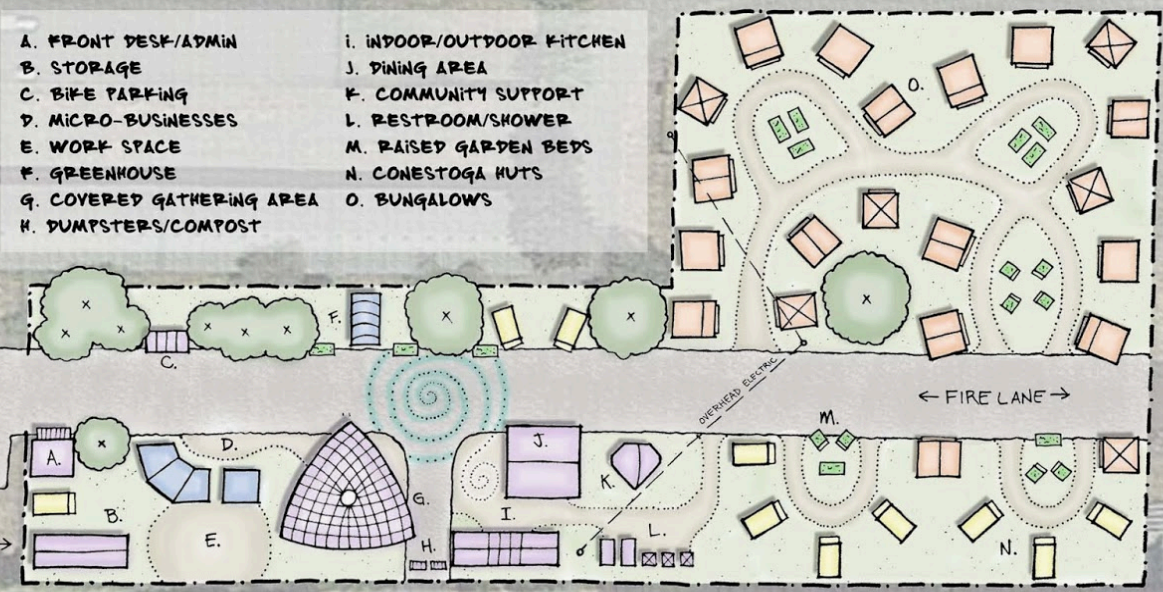 A. FRONT DESK/ADMIN
B. STORAGE
C. BIKE PARKING
D. MICRO-BUSINESSES
E. WORK SPACE
F. GREENHOUSE
G. COVERED GATHERING AREA
H. DUMPSTERS/COMPOST
I. INDOOR/OUTDOOR KITCHEN
J. DINING AREA
K. COMMUNITY SUPPORT
L. RESTROOM/SHOWER
M. RAISED GARDEN BEDS
N. CONESTOGA HUTS
O. BUNGALOWS
O.
F.
C.
OVERHEAD ELECTRIC
← FIRE LANE →
M.
A.
D.
J.
B.
G.
K.
I.
L.
E.
H.
N.